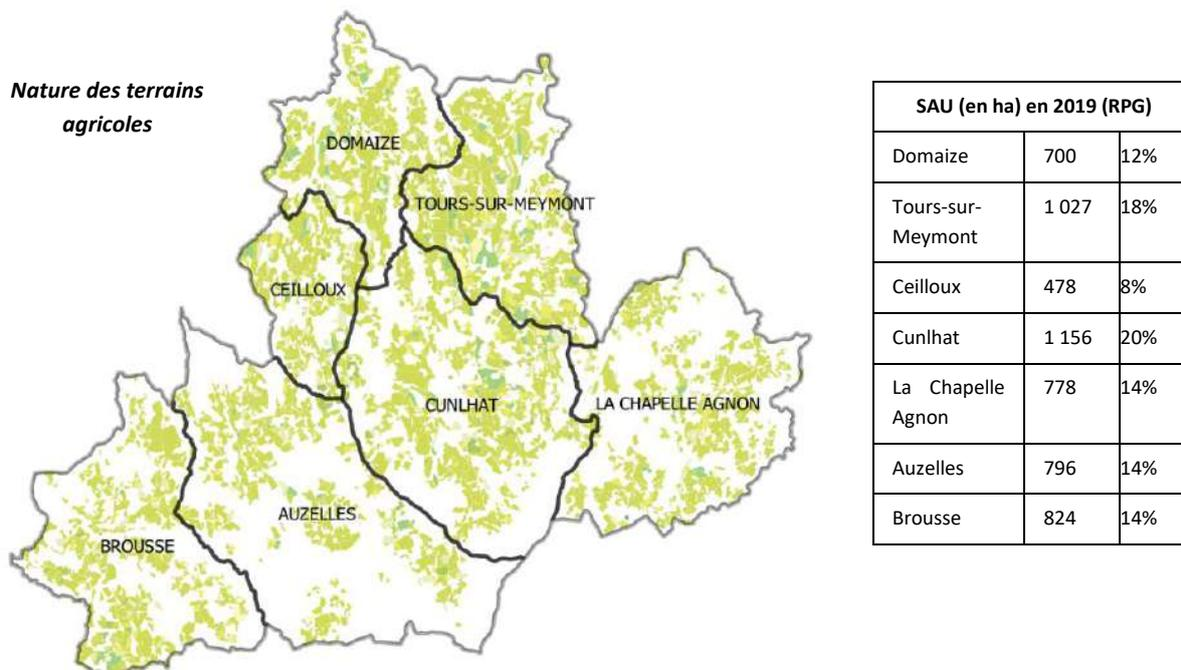 Nature des terrains
agricoles
DOMAIZE
TOURS-SUR-MEYMONT
CEILLOUX
CUNLHAT
LA CHAPELLE AGNON
AUZELLES
BROUSSE
SAU (en ha) en 2019 (RPG)
Domaize 700 12%
Tours-sur- 1 027 18%
Meymont
Ceilloux 478 8%
Cunlhat 1 156 20%
La Chapelle 778 14%
Agnon
Auzelles 796 14%
Brousse 824 14%